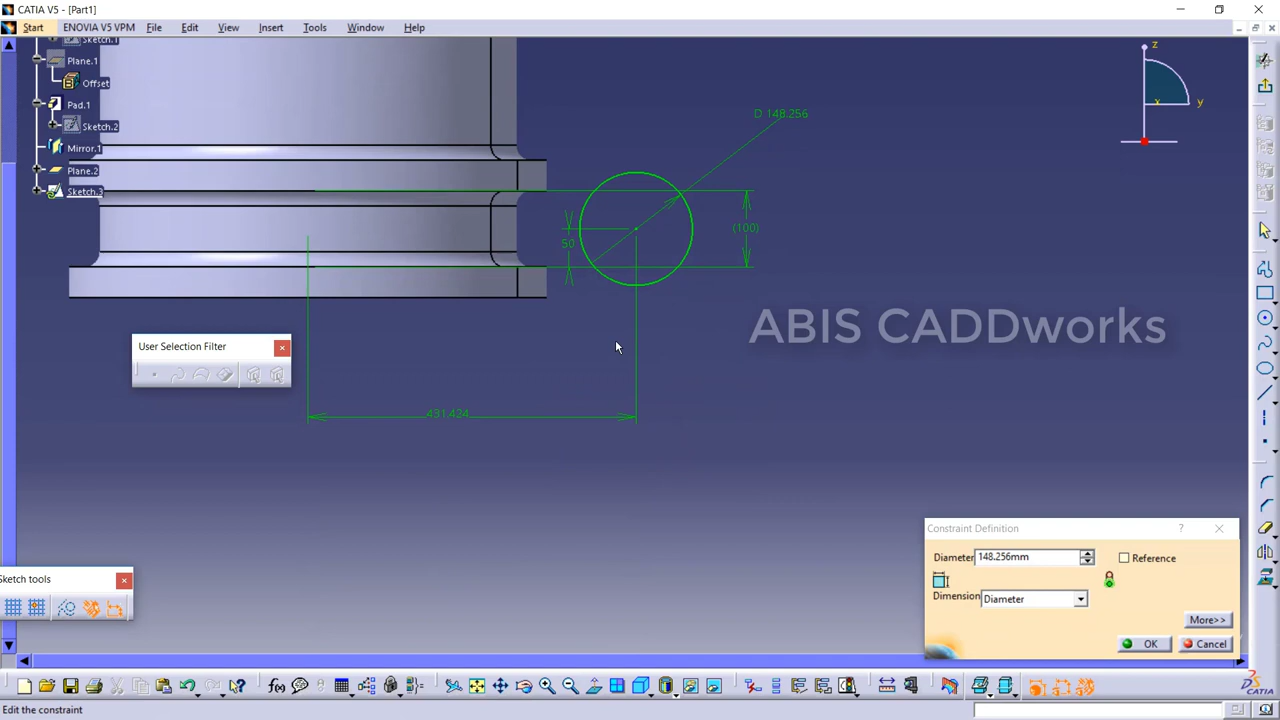 CATIA V5 - [Part1]
Start ENOVIA V5 VPM File Edit View Insert Tools Window Help
Sketch.1
Plane.1
Offset
Pad.1
Sketch.2
Mirror.1
Plane.2
Sketch.3
z
x
y
D 148.256
50
(100)
431.424
ABIS CADDworks
User Selection Filter
Sketch tools
Constraint Definition
Diameter 148.256mm Reference
Dimension Diameter
More>>
OK Cancel
f(x)
CATIA
Edit the constraint